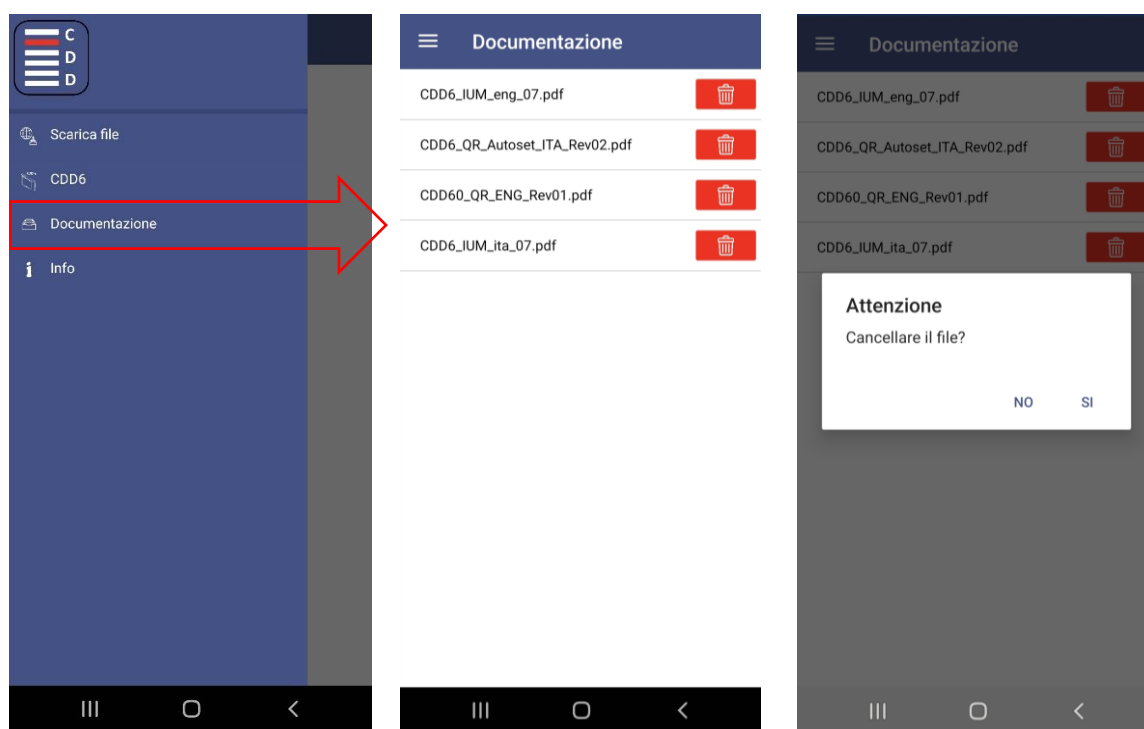 C
D
D
Scarica file
CDD6
Documentazione
Info
Documentazione
CDD6_IUM_eng_07.pdf
CDD6_QR_Autoset_ITA_Rev02.pdf
CDD60_QR_ENG_Rev01.pdf
CDD6_IUM_ita_07.pdf
Documentazione
CDD6_IUM_eng_07.pdf
CDD6_QR_Autoset_ITA_Rev02.pdf
CDD60_QR_ENG_Rev01.pdf
CDD6_IUM_ita_07.pdf
Attenzione
Cancellare il file?
NO SI